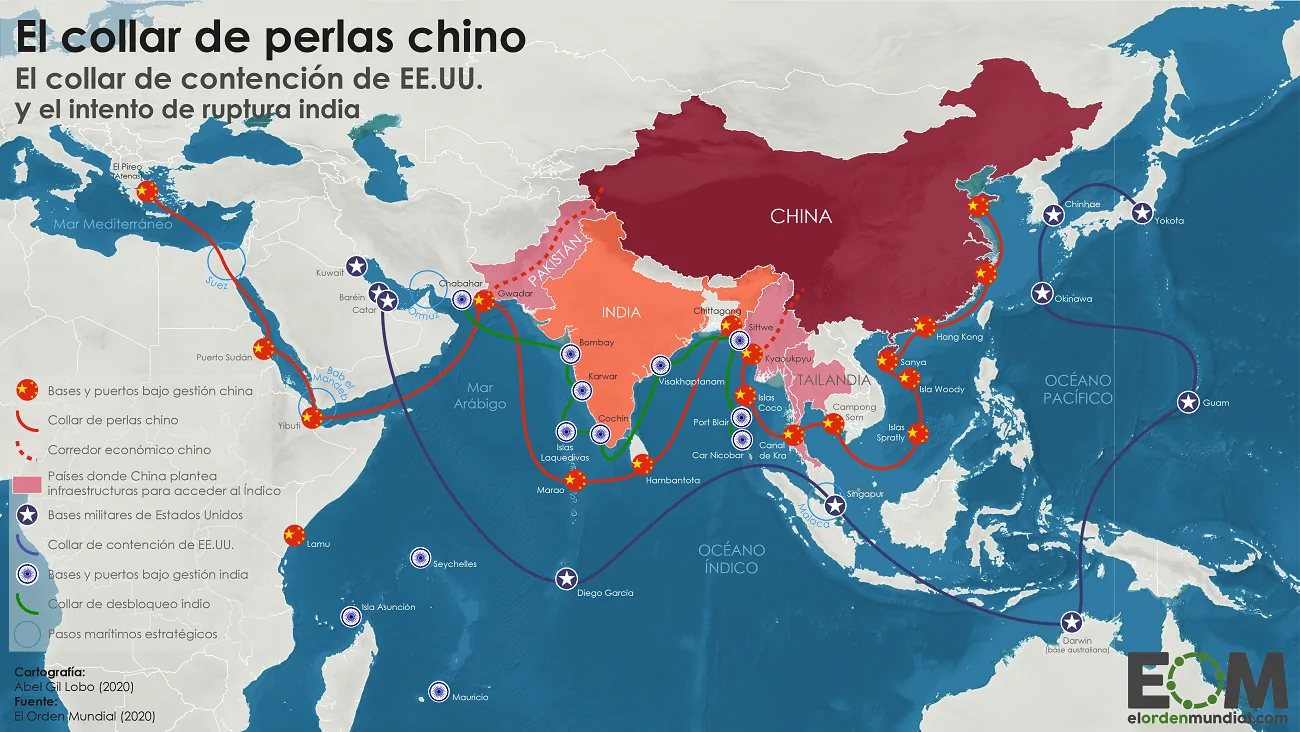 El collar de perlas chino
El collar de contención de EE.UU.
y el intento de ruptura india
El Pireo
(Atenas)
Mar Mediterráneo
Suez
Puerto Sudán
Bab el
Mandeb
Yibuti
Lamu
Kuwait
Baréin
Catar
Ormuz
Chabahar
Gwadar
PAKISTÁN
CHINA
INDIA
Mar
Arábigo
Bombay
Karwar
Cochín
Islas
Laquedivas
Marao
Hambantota
Visakhaptanam
Chittagong
Sittwe
Kyaoukpyu
Islas
Coco
Port Blair
Car Nicobar
Canal
de Kra
TAILANDIA
Campong
Som
Islas
Spratly
Isla Woody
Sanya
Hong Kong
Chinhae
Yokota
Okinawa
OCÉANO
PACÍFICO
Guam
Singapur
Malaca
OCÉANO
ÍNDICO
Diego García
Seychelles
Isla Asunción
Mauricio
Darwin
(base australiana)
Bases y puertos bajo gestión china
Collar de perlas chino
Corredor económico chino
Países donde China plantea
infraestructuras para acceder al Índico
Bases militares de Estados Unidos
Collar de contención de EE.UU.
Bases y puertos bajo gestión india
Collar de desbloqueo indio
Pasos marítimos estratégicos
Cartografía:
Abel Gil Lobo (2020)
Fuente:
El Orden Mundial (2020)
EOM
elordenmundial.com